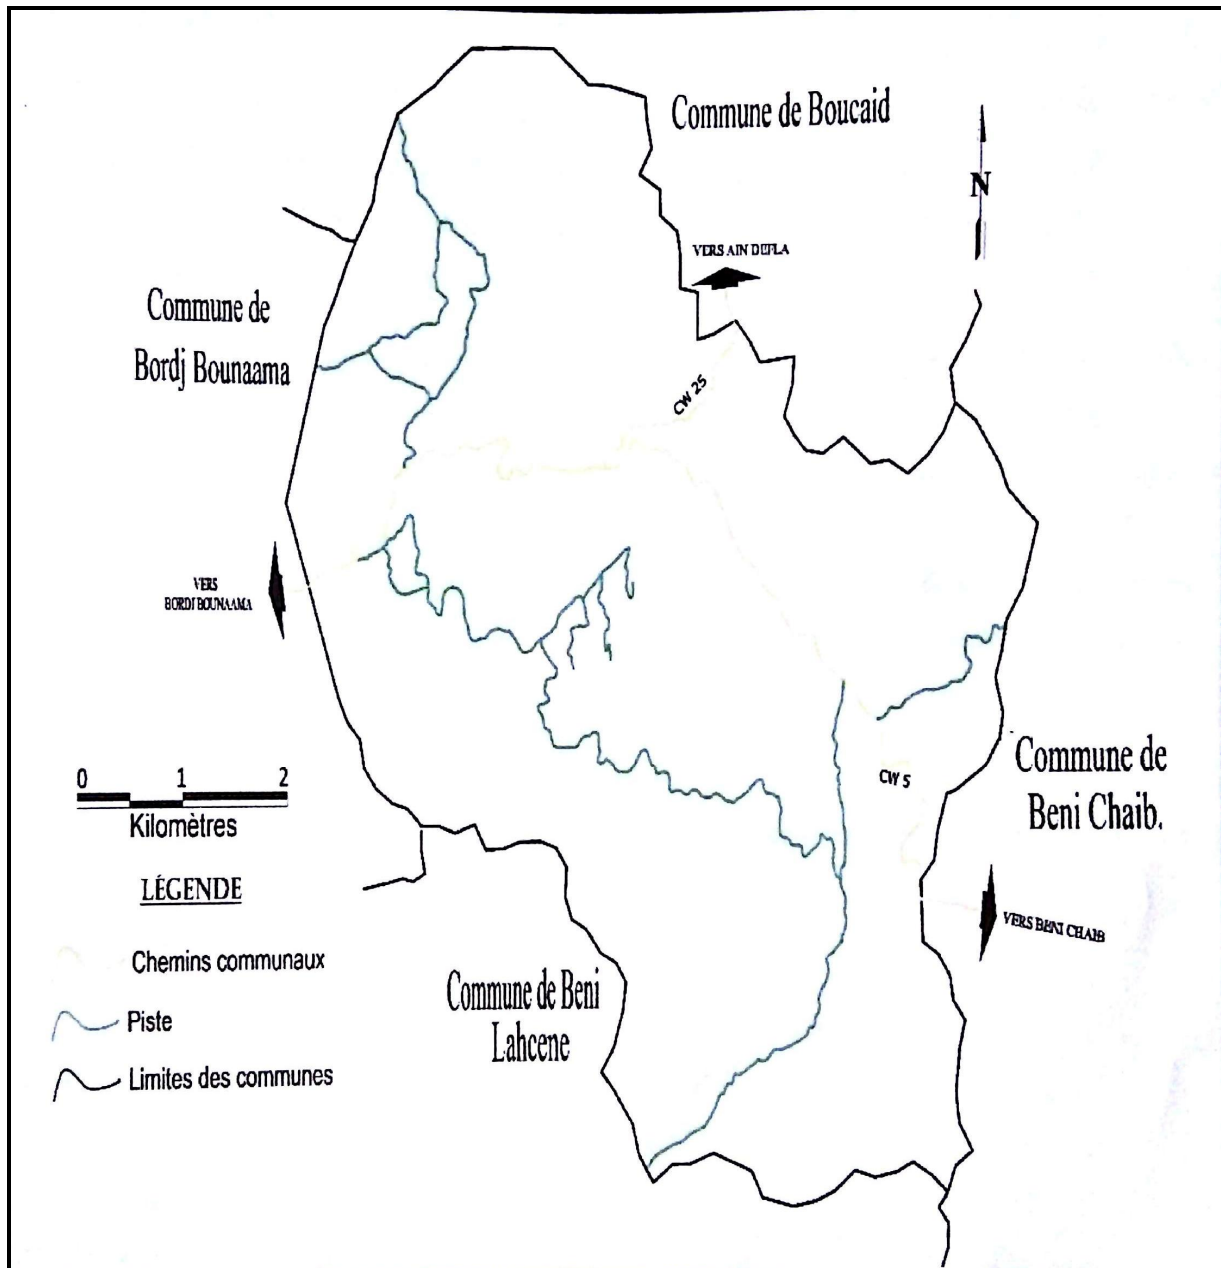 Commune de Boucaid
N
VERS AIN DEFLA
Commune de
Bordj Bounaama
CW 25
VERS
BORDJ BOUNAAMA
CW 5
Commune de
Beni Chaib.
0 1 2
Kilomètres
LÉGENDE
VERS BENI CHAIB
Chemins communaux
Commune de Beni
Lahcene
Piste
Limites des communes